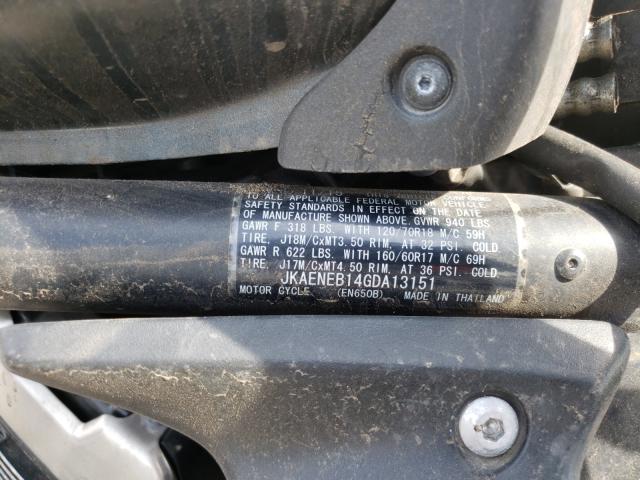 TO ALL APPLICABLE FEDERAL MOTOR VEHICLE
SAFETY STANDARDS IN EFFECT ON THE DATE
OF MANUFACTURE SHOWN ABOVE. GVWR 940 LBS
GAWR F 318 LBS. WITH 120/70R18 M/C 59H
TIRE, J18M/CxMT3.50 RIM, AT 32 PSI. COLD
GAWR R 622 LBS. WITH 160/60R17 M/C 69H
TIRE, J17M/CxMT4.50 RIM, AT 36 PSI. COLD
JKAENEB14GDA13151
MOTOR CYCLE (EN650B) MADE IN THAILAND